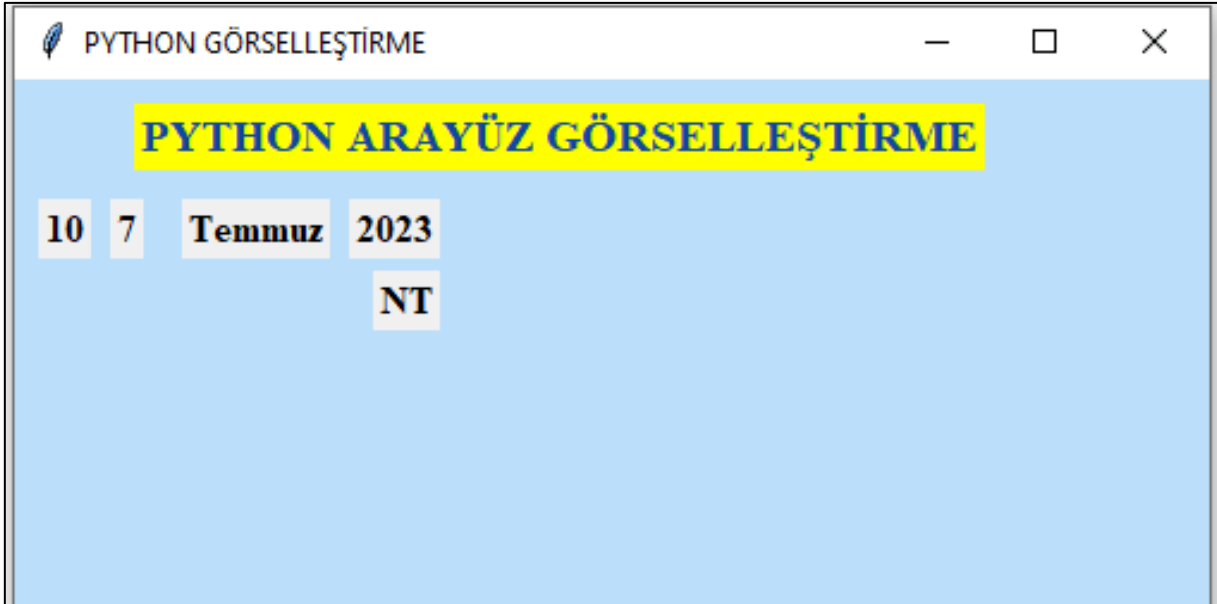 PYTHON GÖRSELLEŞTİRME
PYTHON ARAYÜZ GÖRSELLEŞTİRME
10 7 Temmuz 2023
NT